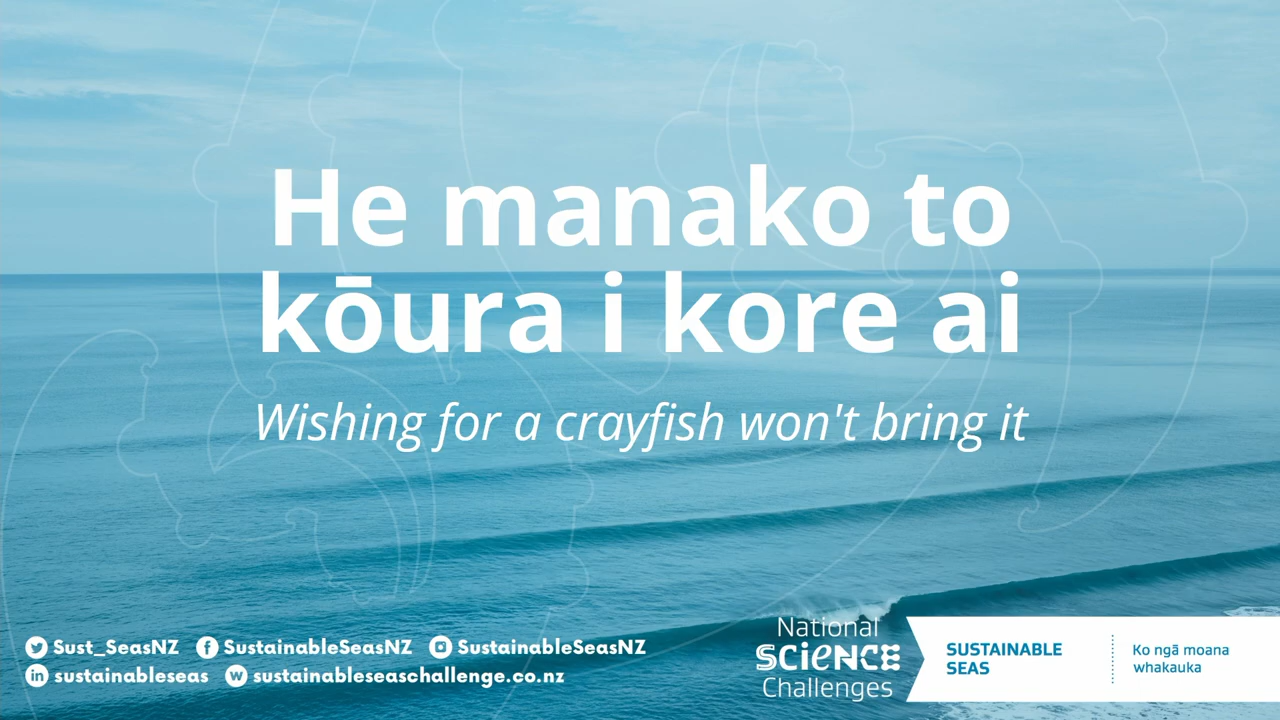 He manako to
kōura i kore ai
Wishing for a crayfish won't bring it
Sust_SeasNZ SustainableSeasNZ SustainableSeasNZ
sustainableseas sustainableseaschallenge.co.nz
National
SCIENCE
Challenges
SUSTAINABLE
SEAS
Ko ngā moana
whakauka